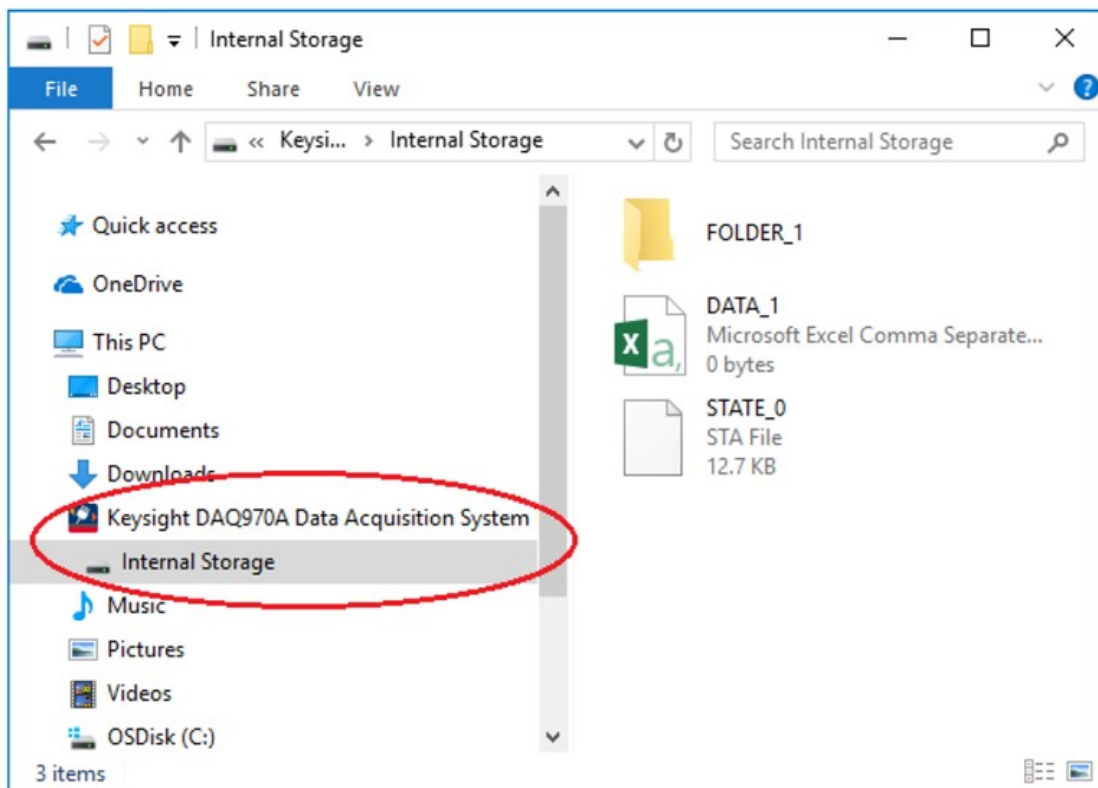 Internal Storage
File Home Share View
« Keysi... > Internal Storage
Search Internal Storage
Quick access
OneDrive
This PC
Desktop
Documents
Downloads
Keysight DAQ970A Data Acquisition System
Internal Storage
Music
Pictures
Videos
OSDisk (C:)
FOLDER_1
DATA_1
Microsoft Excel Comma Separate...
0 bytes
STATE_0
STA File
12.7 KB
3 items